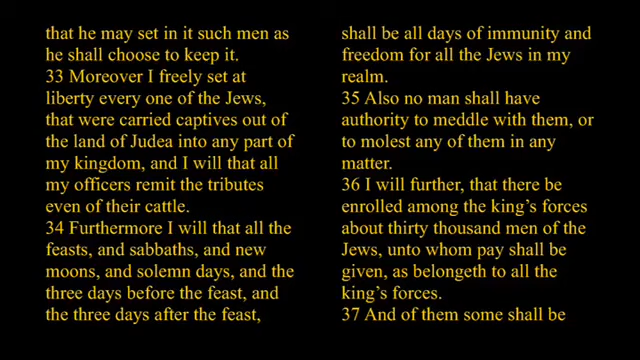 that he may set in it such men as
he shall choose to keep it.
33 Moreover I freely set at
liberty every one of the Jews,
that were carried captives out of
the land of Judea into any part of
my kingdom, and I will that all
my officers remit the tributes
even of their cattle.
34 Furthermore I will that all the
feasts, and sabbaths, and new
moons, and solemn days, and the
three days before the feast, and
the three days after the feast,
shall be all days of immunity and
freedom for all the Jews in my
realm.
35 Also no man shall have
authority to meddle with them, or
to molest any of them in any
matter.
36 I will further, that there be
enrolled among the king's forces
about thirty thousand men of the
Jews, unto whom pay shall be
given, as belongeth to all the
king's forces.
37 And of them some shall be